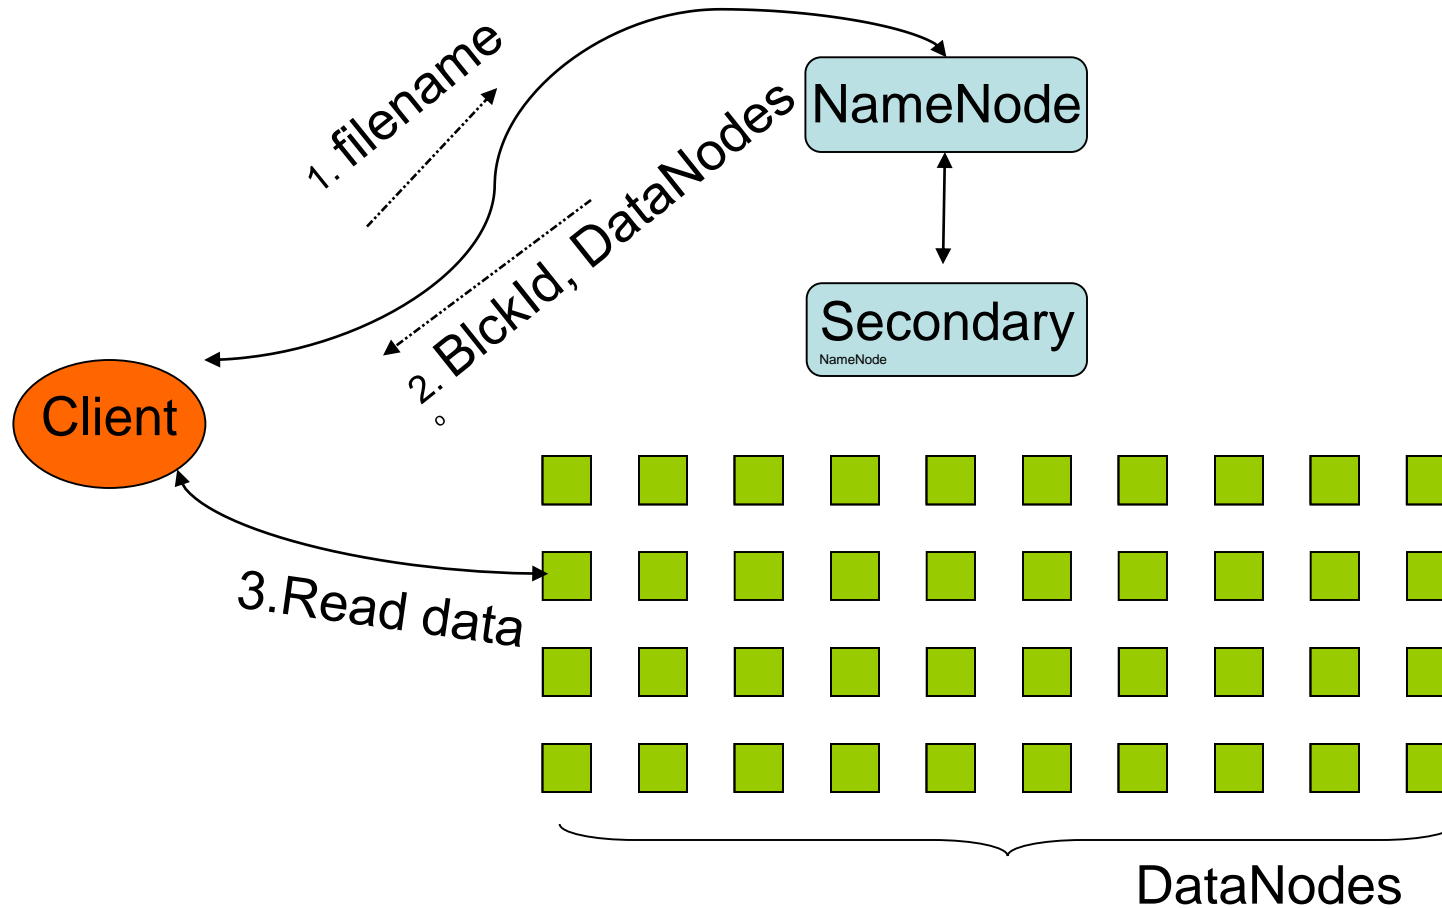 1. filename
NameNode
2. BlckId, DataNodes
o
Secondary
NameNode
Client
3.Read data
DataNodes